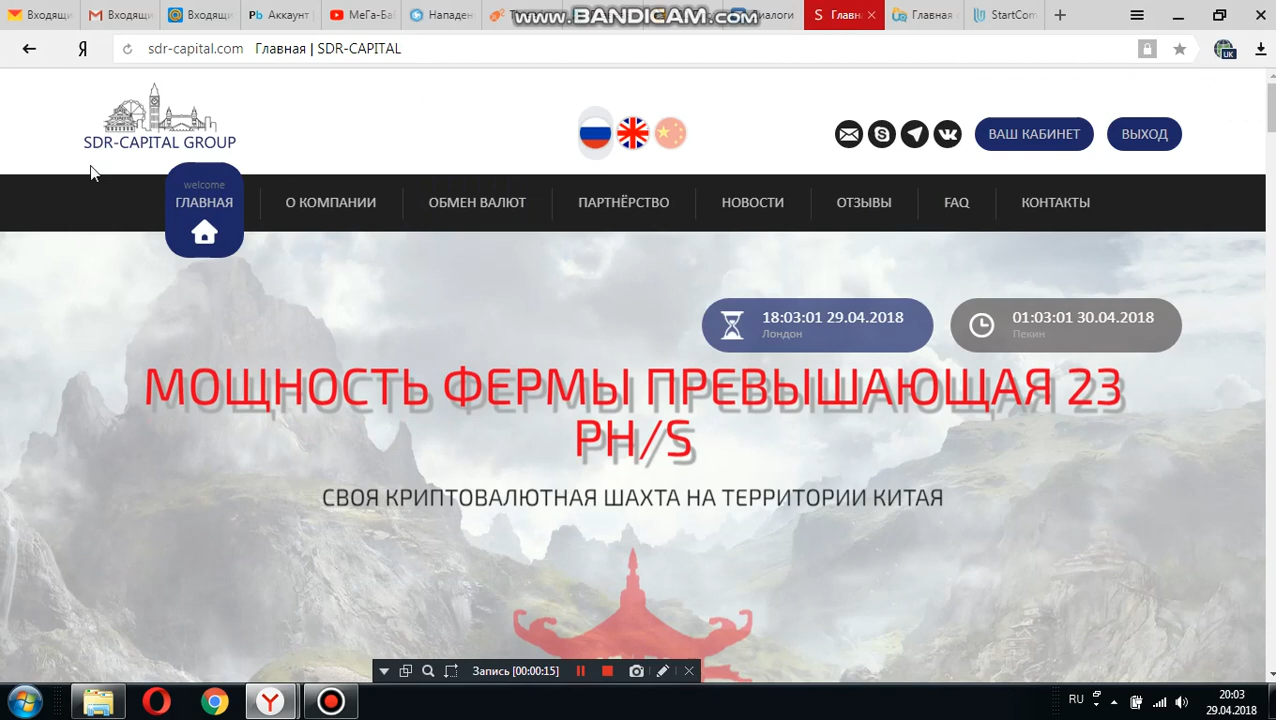 Входящи
Входящи
Входящи
Pb Аккаунт
МеГа-Ба
Нападен
www.BANDICAM.com
иалоги
S Главн
Главная
StartCom
Я
sdr-capital.com Главная | SDR-CAPITAL
UK
SDR-CAPITAL GROUP
ВАШ КАБИНЕТ
ВЫХОД
welcome
ГЛАВНАЯ
О КОМПАНИИ
ОБМЕН ВАЛЮТ
ПАРТНЁРСТВО
НОВОСТИ
ОТЗЫВЫ
FAQ
КОНТАКТЫ
18:03:01 29.04.2018
Лондон
01:03:01 30.04.2018
Пекин
МОЩНОСТЬ ФЕРМЫ ПРЕВЫШАЮЩАЯ 23
PH/S
СВОЯ КРИПТОВАЛЮТНАЯ ШАХТА НА ТЕРРИТОРИИ КИТАЯ
Запись [00:00:15]
RU
20:03
29.04.2018